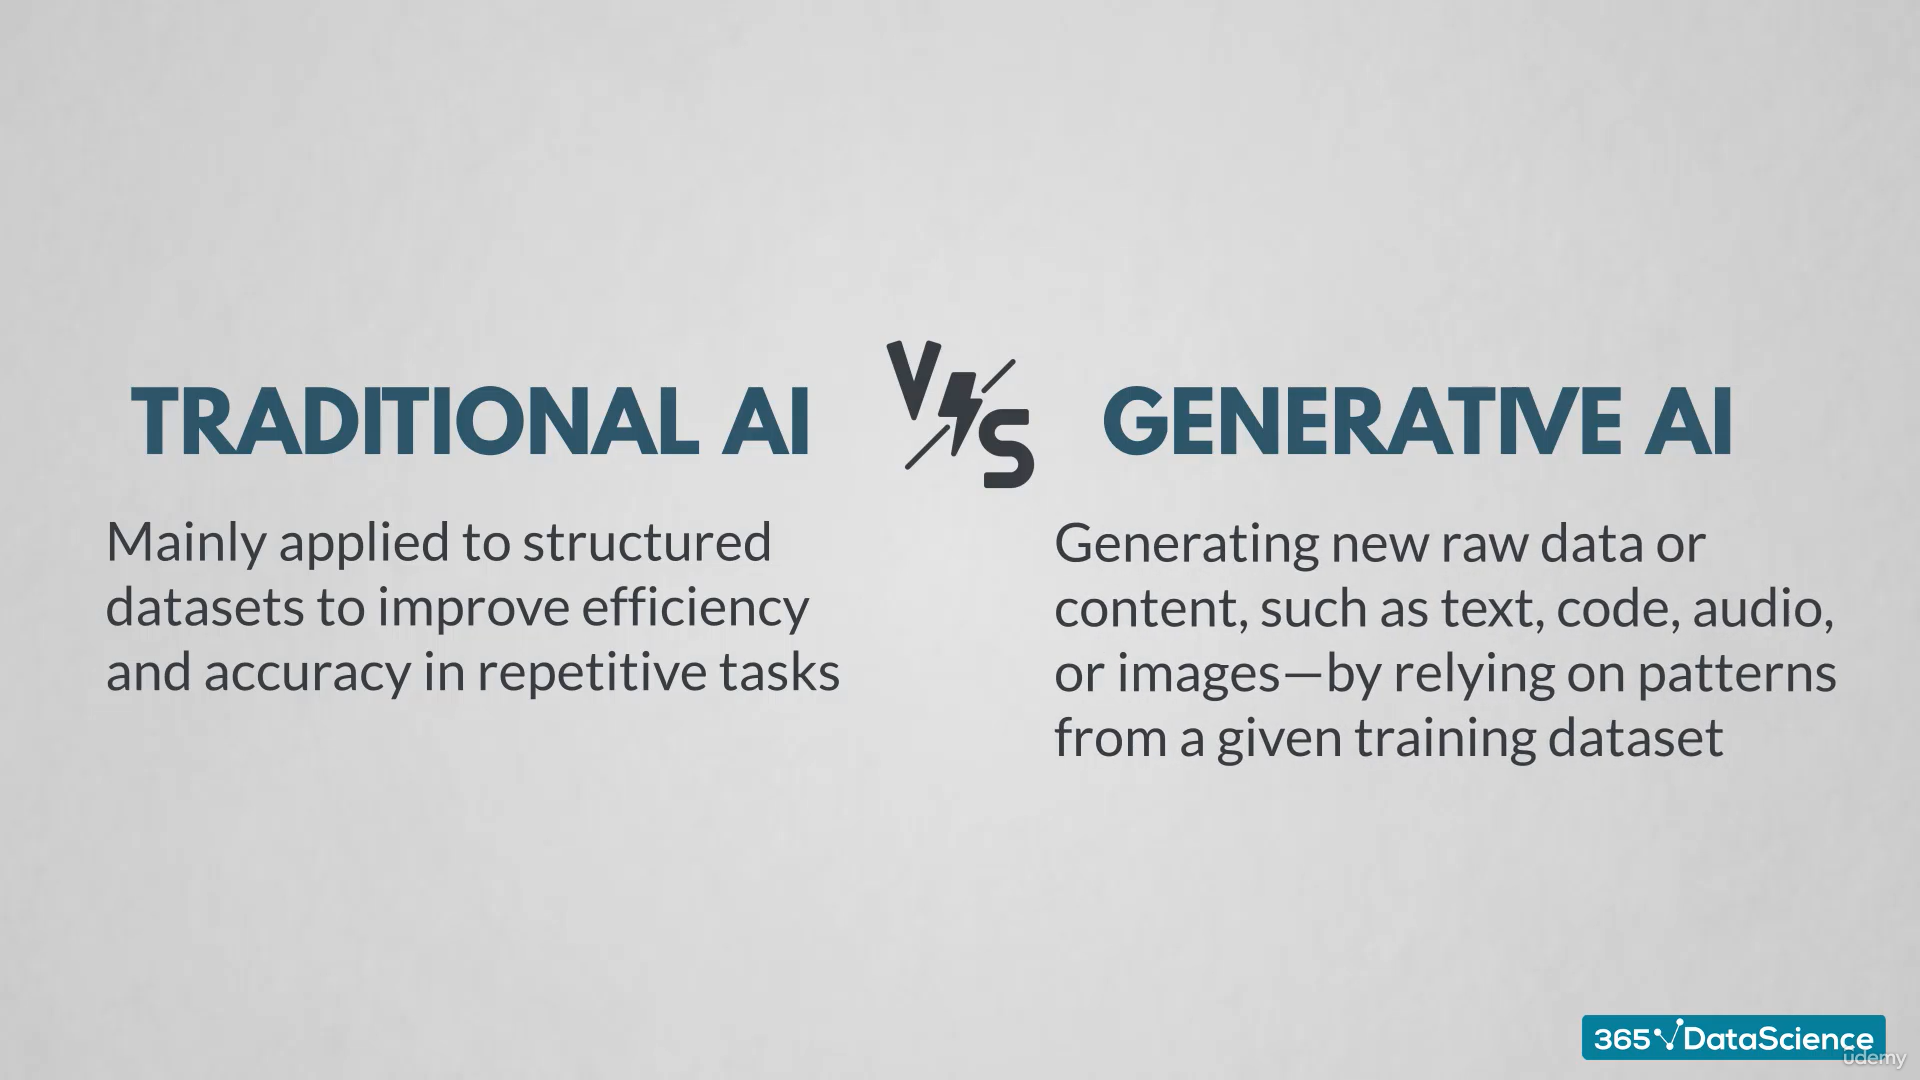 TRADITIONAL AI
VS
GENERATIVE AI
Mainly applied to structured
datasets to improve efficiency
and accuracy in repetitive tasks
Generating new raw data or
content, such as text, code, audio,
or images—by relying on patterns
from a given training dataset
365 DataScience
udemy